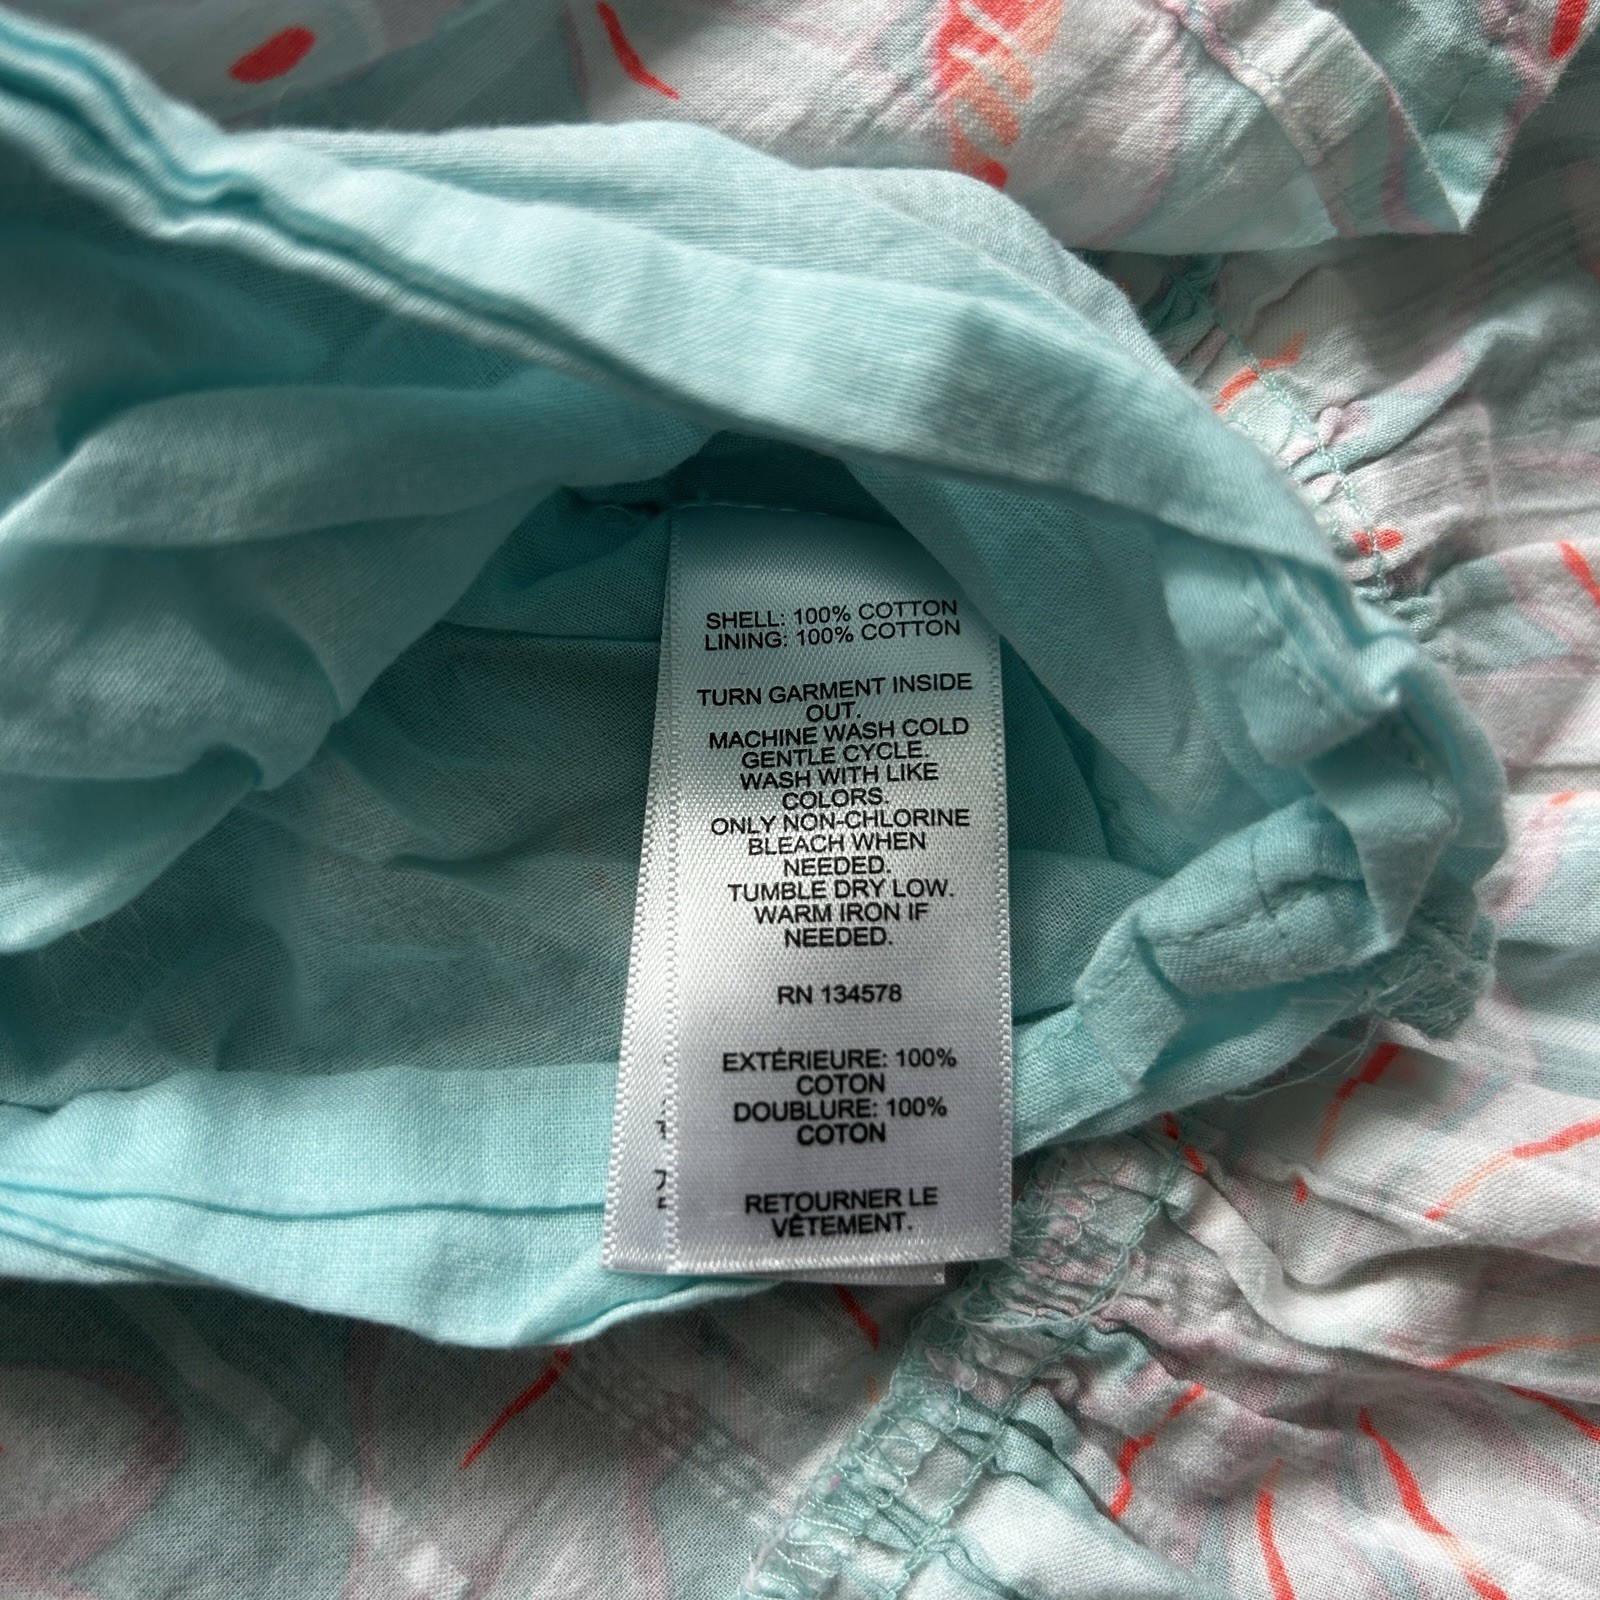 SHELL: 100% COTTON
LINING: 100% COTTON
TURN GARMENT INSIDE
OUT.
MACHINE WASH COLD
GENTLE CYCLE.
WASH WITH LIKE
COLORS.
ONLY NON-CHLORINE
BLEACH WHEN
NEEDED.
TUMBLE DRY LOW.
WARM IRON IF
NEEDED.
RN 134578
EXTÉRIEURE: 100%
COTON
DOUBLURE: 100%
COTON
RETOURNER LE
VÊTEMENT.